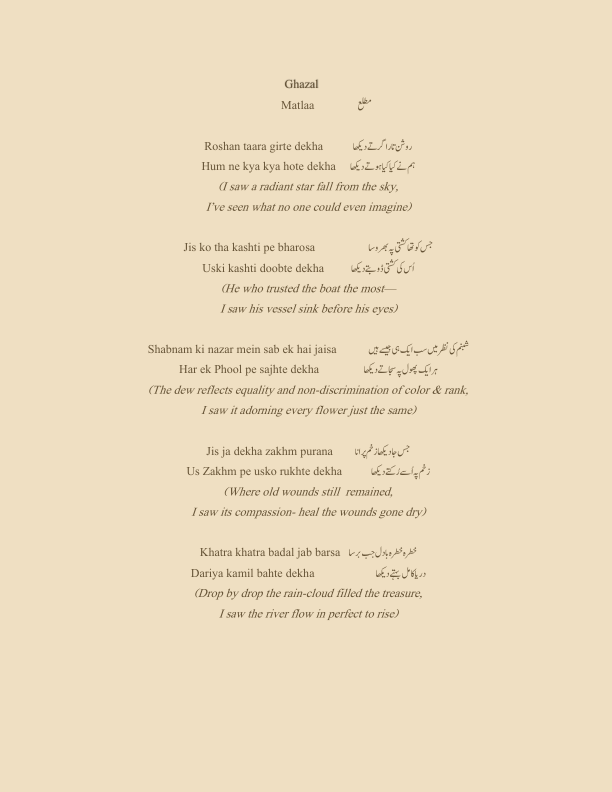 Ghazal
Matlaa مطلع
Roshan taara girte dekha روشن تارا گرتے دیکھا
Hum ne kya kya hote dekha ہم نے کیا کیا ہوتے دیکھا
(I saw a radiant star fall from the sky,
I've seen what no one could even imagine)
Jis ko tha kashti pe bharosa جس کو تھا کشتی پہ بھروسا
Uski kashti doobte dekha اُس کی کشتی ڈوبتے دیکھا
(He who trusted the boat the most—
I saw his vessel sink before his eyes)
Shabnam ki nazar mein sab ek hai jaisa شبنم کی نظر میں سب ایک ہی جیسے ہیں
Har ek Phool pe sajhte dekha ہر ایک پھول پہ سجاتے دیکھا
(The dew reflects equality and non-discrimination of color & rank,
I saw it adorning every flower just the same)
Jis ja dekha zakhm purana جس جا دیکھا زخم پرانا
Us Zakhm pe usko rukhte dekha زخم پہ اُسے رُکتے دیکھا
(Where old wounds still remained,
I saw its compassion- heal the wounds gone dry)
Khatra khatra badal jab barsa خطرہ خطرہ بادل جب برسا
Dariya kamil bahte dekha دریا کامل بہتے دیکھا
(Drop by drop the rain-cloud filled the treasure,
I saw the river flow in perfect to rise)